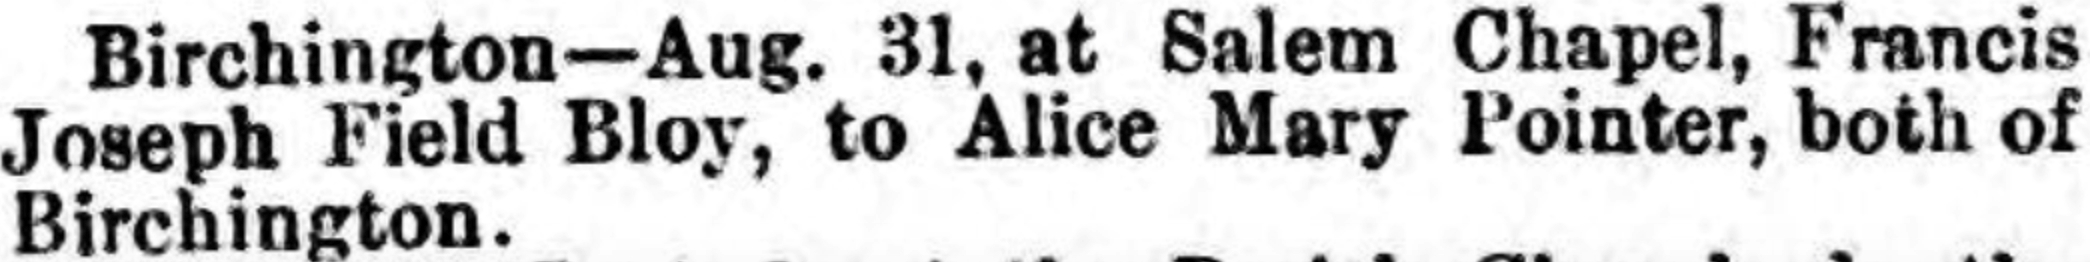 Birchington—Aug. 31, at Salem Chapel, Francis
Joseph Field Bloy, to Alice Mary Pointer, both of
Birchington.